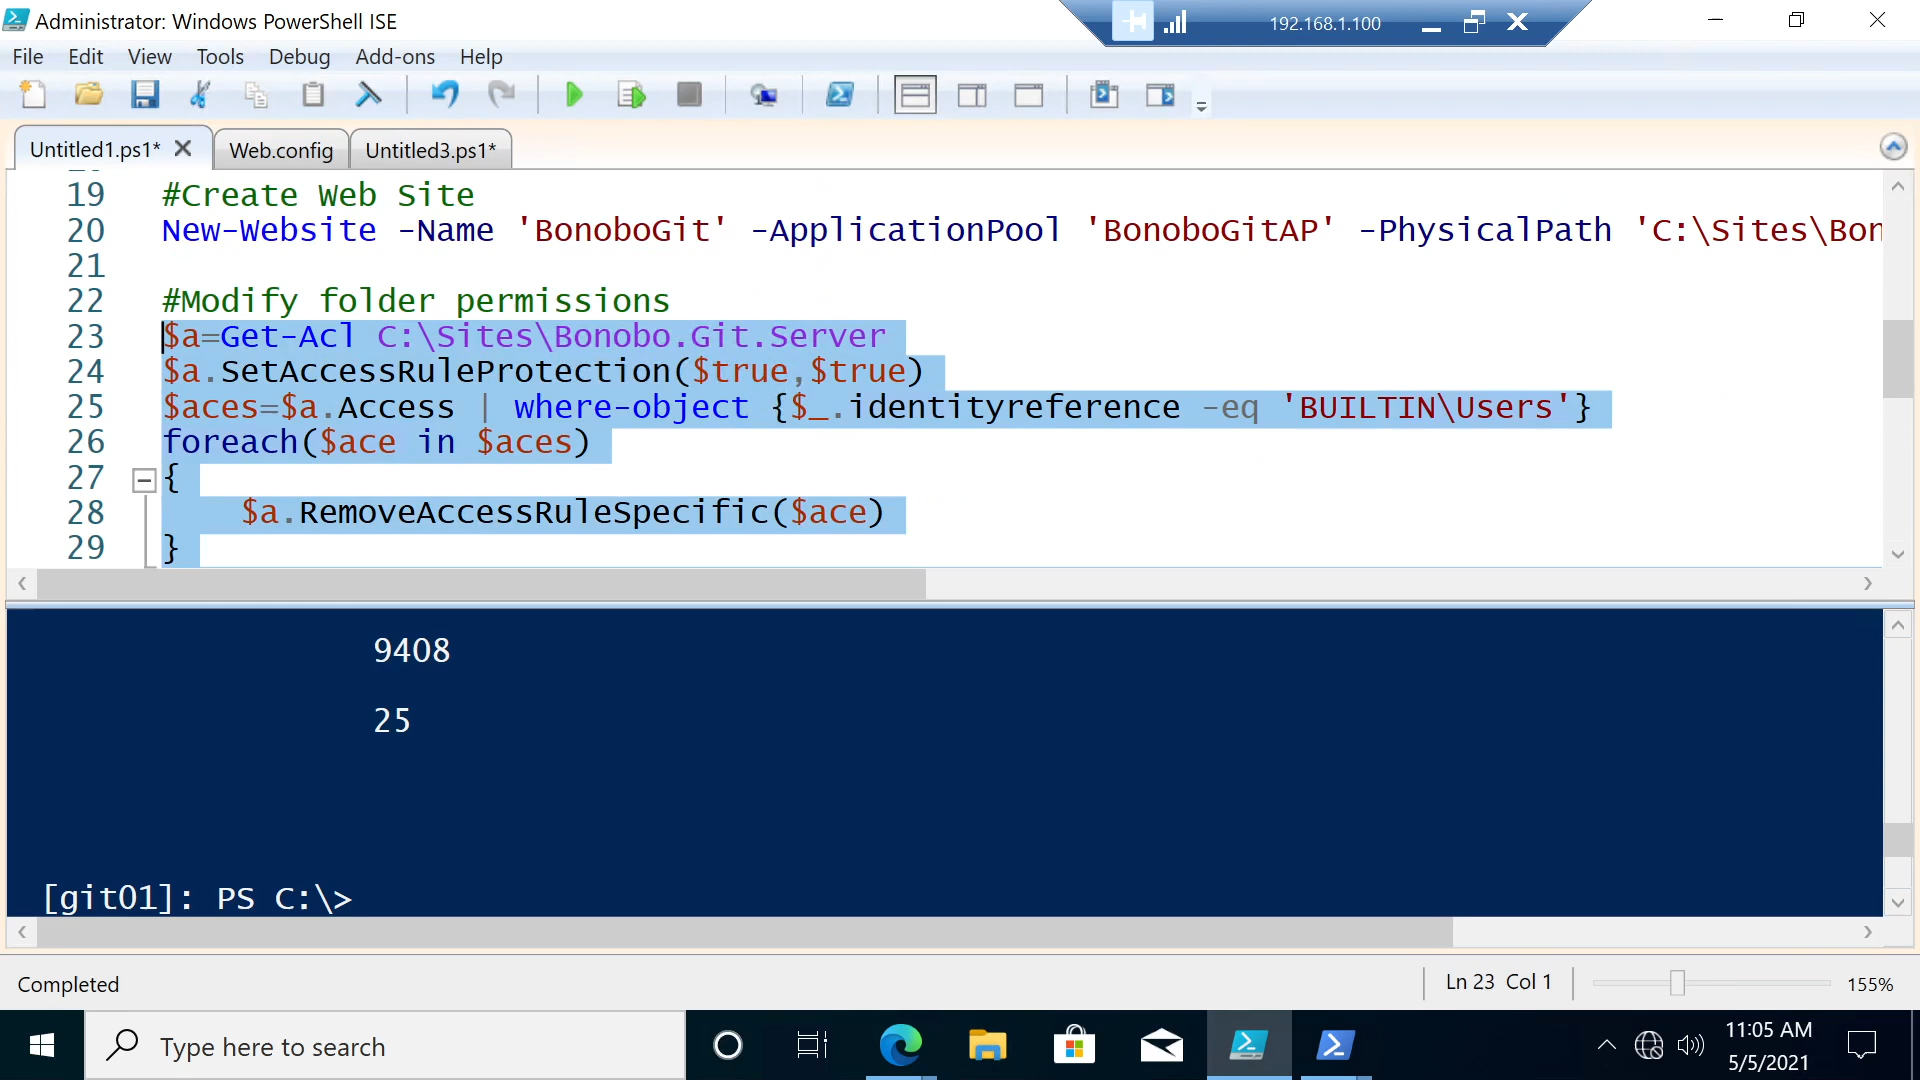 Administrator: Windows PowerShell ISE
192.168.1.100
File Edit View Tools Debug Add-ons Help
Untitled1.ps1* Web.config Untitled3.ps1*
19 #Create Web Site
20 New-Website -Name 'BonoboGit' -ApplicationPool 'BonoboGitAP' -PhysicalPath 'C:\Sites\Bon
21
22 #Modify folder permissions
23 $a=Get-Acl C:\Sites\Bonobo.Git.Server
24 $a.SetAccessRuleProtection($true,$true)
25 $aces=$a.Access | where-object {$_.identityreference -eq 'BUILTIN\Users'}
26 foreach($ace in $aces)
27 {
28 $a.RemoveAccessRuleSpecific($ace)
29 }
9408
25
[git01]: PS C:\>
Completed
Ln 23 Col 1
155%
Type here to search
11:05 AM
5/5/2021